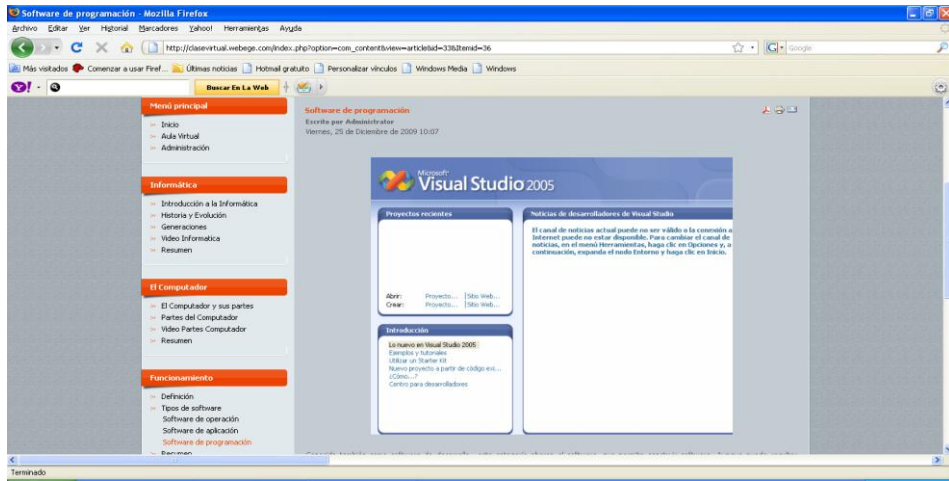 Software de programación - Mozilla Firefox
Archivo Editar Ver Historial Marcadores Yahoo! Herramientas Ayuda
http://clasevirtual.webege.com/index.php?option=com_content&view=article&id=33&Itemid=36
Google
Más visitados Comenzar a usar Firef... Últimas noticias Hotmail gratuito Personalizar vínculos Windows Media Windows
Y! Buscar En La Web
Menú principal
Inicio
Aula Virtual
Administración
Informática
Introducción a la Informática
Historia y Evolución
Generaciones
Video Informatica
Resumen
El Computador
El Computador y sus partes
Partes del Computador
Video Partes Computador
Resumen
Funcionamiento
Definición
Tipos de software
Software de operación
Software de aplicación
Software de programación
Resumen
Software de programación
Escrito por Administrator
Viernes, 25 de Diciembre de 2009 10:07
Microsoft
Visual Studio 2005
Proyectos recientes
Abrir: Proyecto... | Sitio Web...
Crear: Proyecto... | Sitio Web...
Introducción
Lo nuevo en Visual Studio 2005
Ejemplos y tutoriales
Utilizar un Starter Kit
Nuevo proyecto a partir de código exi...
¿Cómo...?
Centro para desarrolladores
Noticias de desarrolladores de Visual Studio
El canal de noticias actual puede no ser válido o la conexión a
Internet puede no estar disponible. Para cambiar el canal de
noticias, en el menú Herramientas, haga clic en Opciones y, a
continuación, expanda el nodo Entorno y haga clic en Inicio.
Terminado